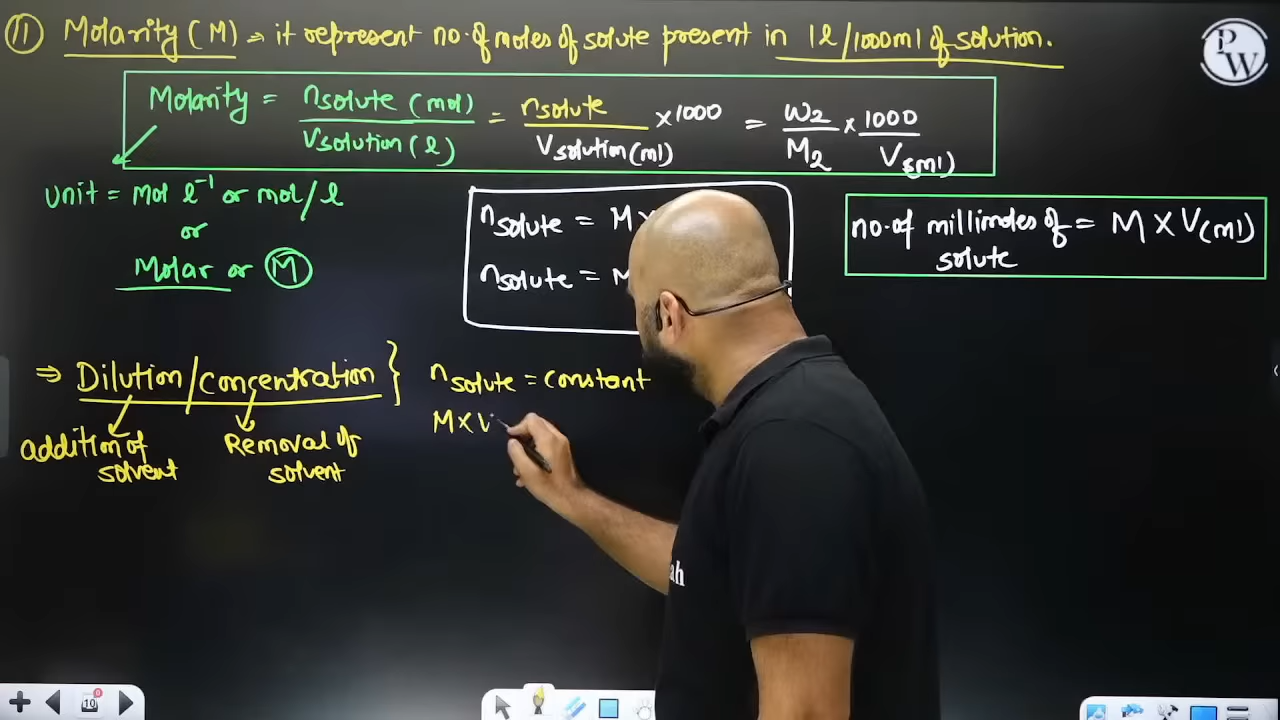 11 Molarity (M) → it represent no. of moles of solute present in 1l/1000ml of solution.
PW
Molarity = nsolute (mol) / Vsolution (l) = nsolute / Vsolution (ml) × 1000 = W2 / M2 × 1000 / Vs(ml)
Unit = Mol l⁻¹ or mol/l
or
Molar or M
nsolute = M×
nsolute = M
no. of millimoles of solute = M × V(ml)
⇒ Dilution/Concentration } nsolute = constant
addition of solvent
Removal of solvent
M×V
ah
10